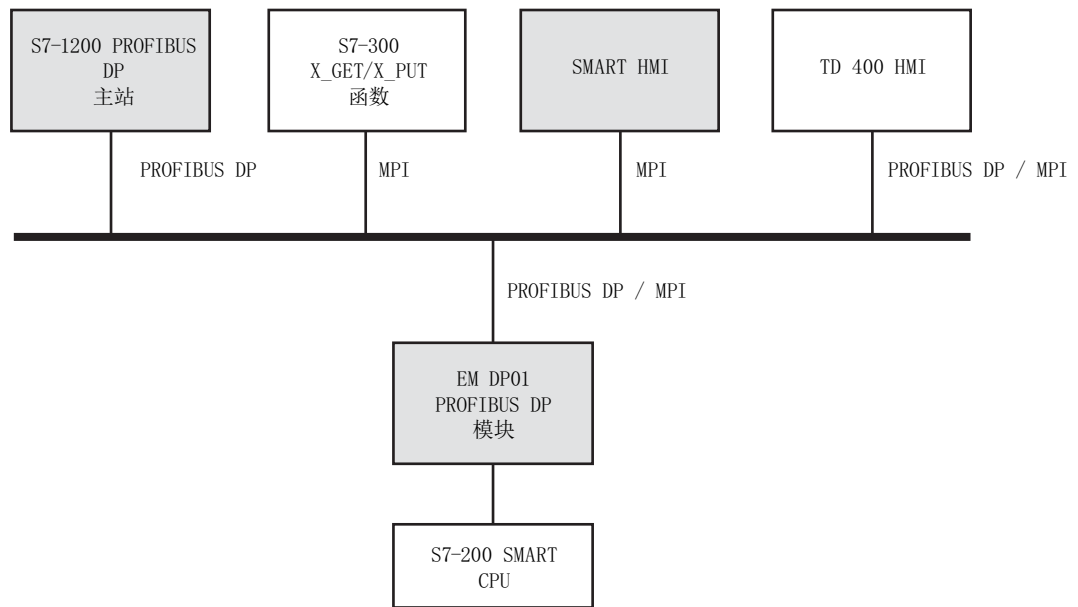 S7-1200 PROFIBUS
DP
主站
S7-300
X_GET/X_PUT
函数
SMART HMI
TD 400 HMI
PROFIBUS DP
MPI
MPI
PROFIBUS DP / MPI
PROFIBUS DP / MPI
EM DP01
PROFIBUS DP
模块
S7-200 SMART
CPU